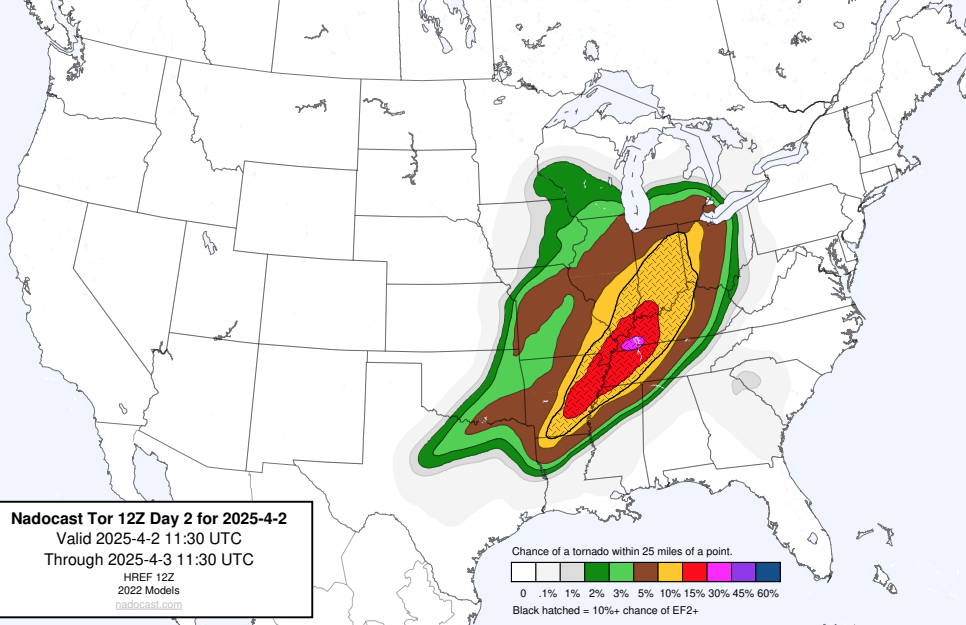 Nadocast Tor 12Z Day 2 for 2025-4-2
Valid 2025-4-2 11:30 UTC
Through 2025-4-3 11:30 UTC
HREF 12Z
2022 Models
nadocast.com
Chance of a tornado within 25 miles of a point.
0 .1% 1% 2% 3% 5% 10% 15% 30% 45% 60%
Black hatched = 10%+ chance of EF2+